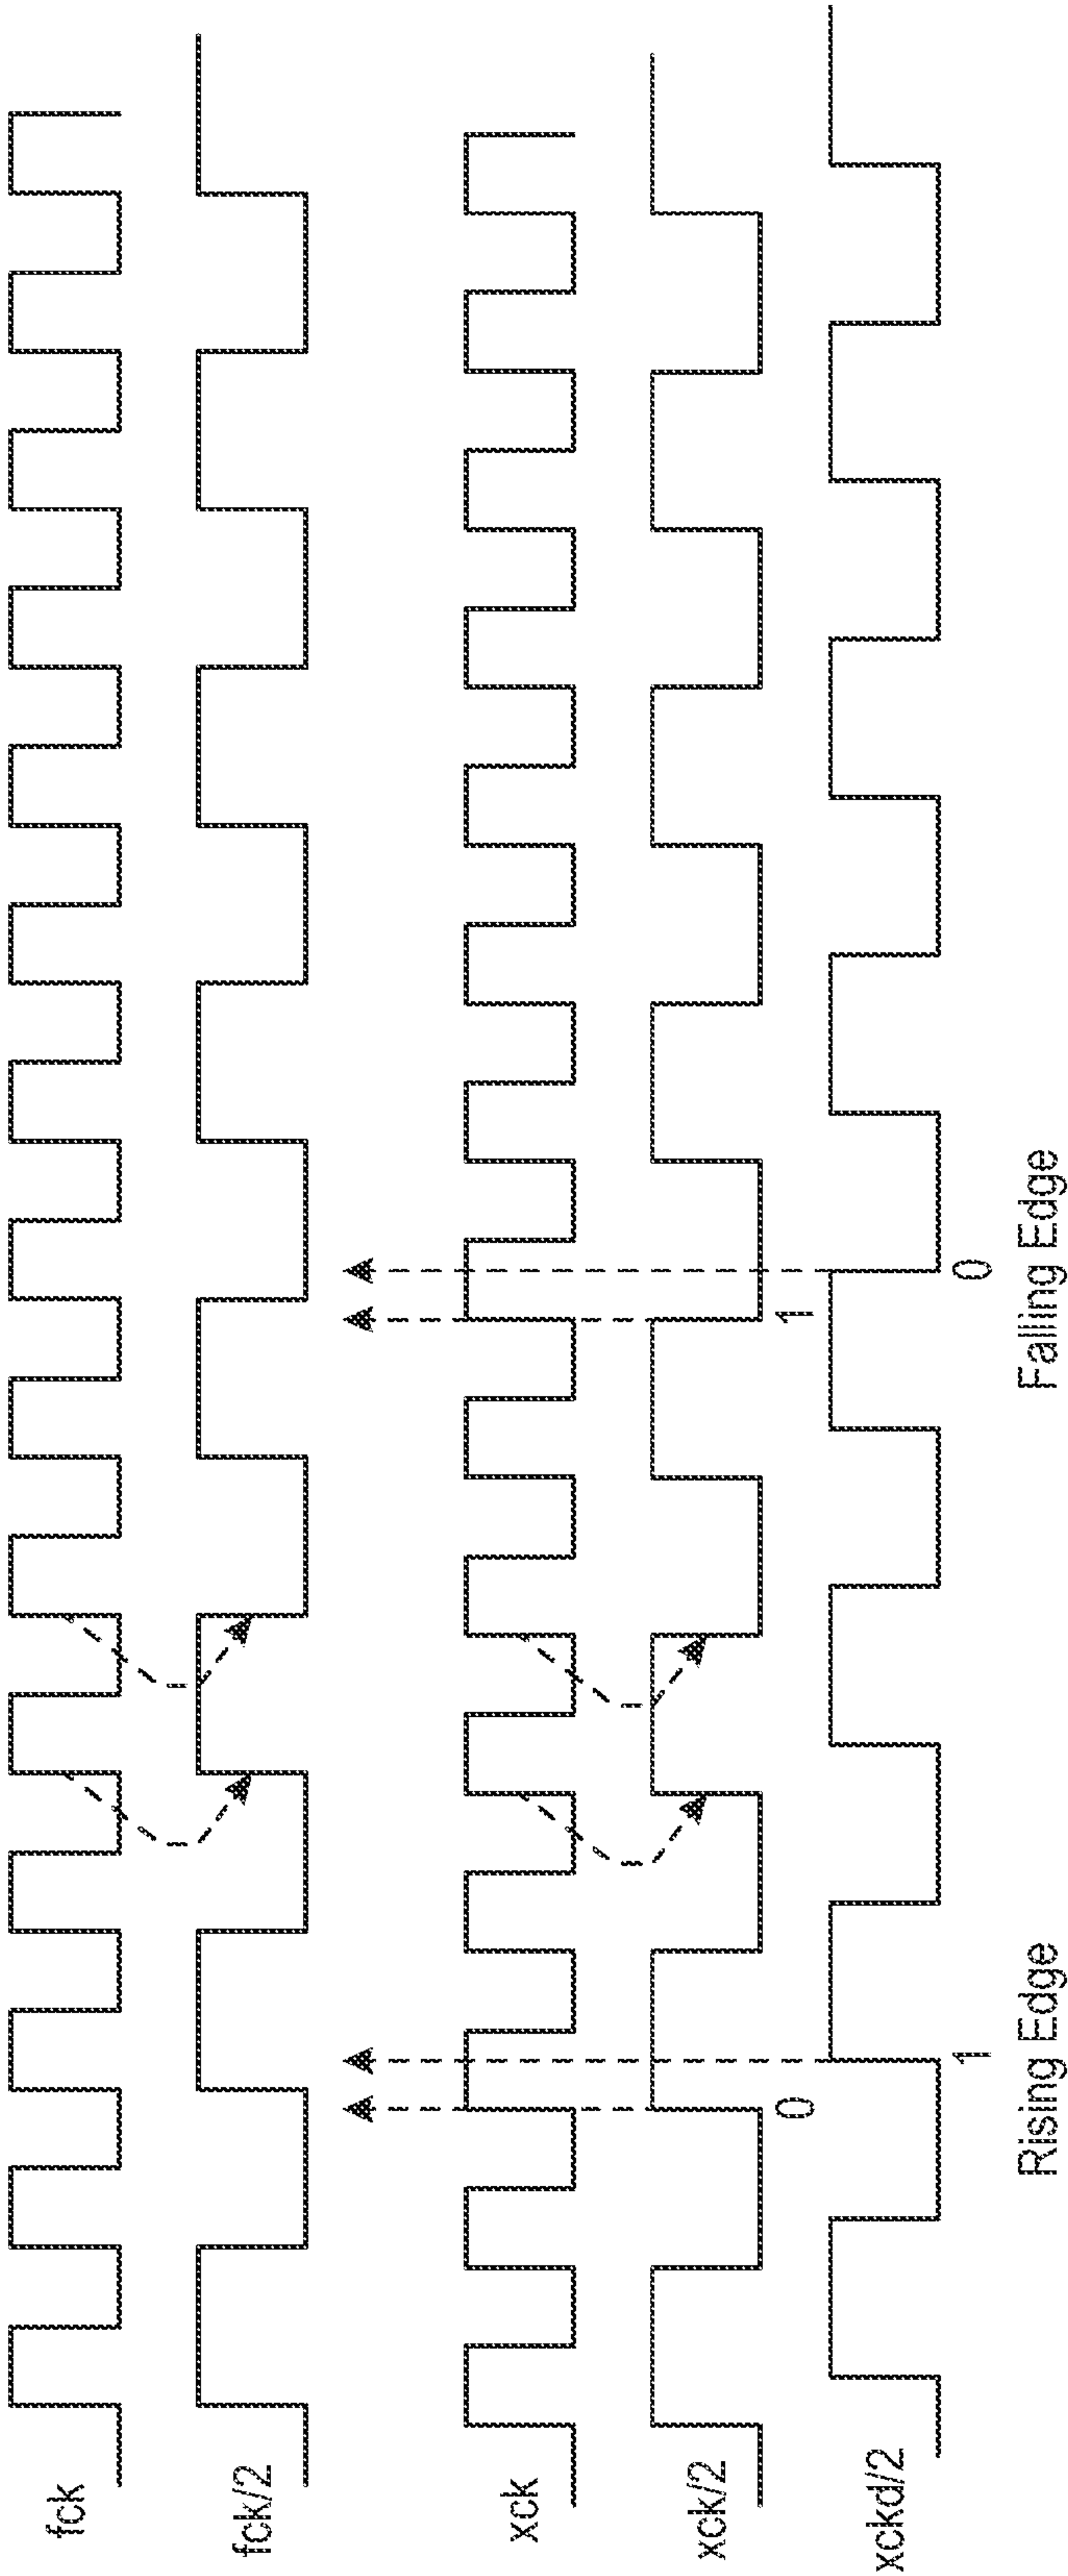 fck
fck/2
xck
xck/2
xckd/2
0
1
1
0
Rising Edge
Falling Edge